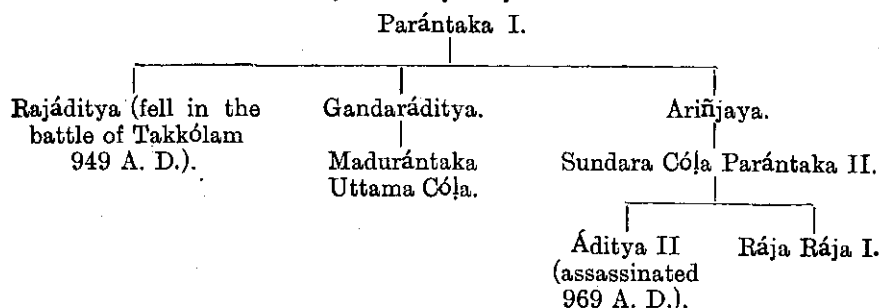 Parántaka I.
Rajáditya (fell in the
battle of Takkólam
949 A. D.).
Gandaráditya.
Madurántaka
Uttama Cóḷa.
Ariñjaya.
Sundara Cóḷa Parántaka II.
Áditya II
(assassinated
969 A. D.).
Rája Rája I.